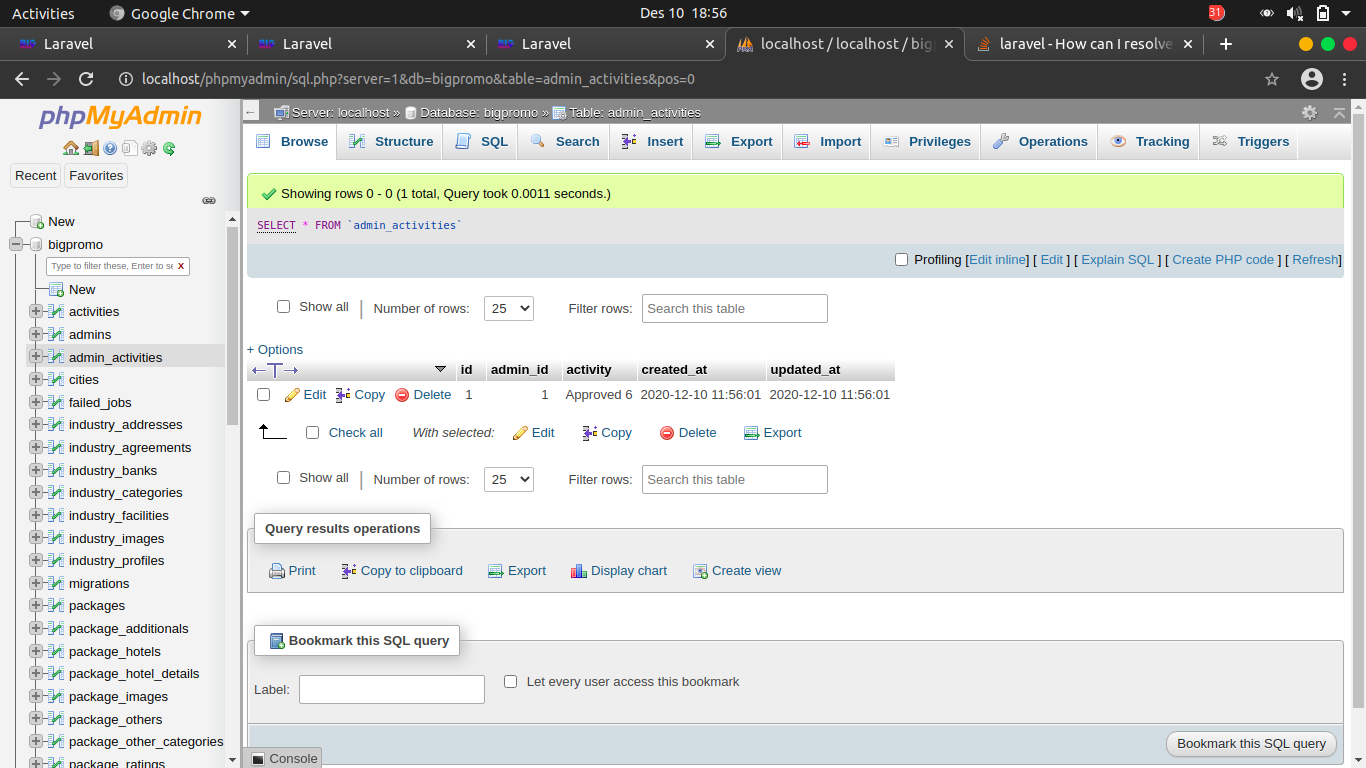 Activities Google Chrome Des 10 18:56 31
Laravel Laravel Laravel localhost / localhost / big laravel - How can I resolve
localhost/phpmyadmin/sql.php?server=1&db=bigpromo&table=admin_activities&pos=0
phpMyAdmin
Recent Favorites
New
bigpromo
Type to filter these, Enter to se X
New
activities
admins
admin_activities
cities
failed_jobs
industry_addresses
industry_agreements
industry_banks
industry_categories
industry_facilities
industry_images
industry_profiles
migrations
packages
package_additionals
package_hotels
package_hotel_details
package_images
package_others
package_other_categories
package_ratings
Server: localhost » Database: bigpromo » Table: admin_activities
Browse Structure SQL Search Insert Export Import Privileges Operations Tracking Triggers
Showing rows 0 - 0 (1 total, Query took 0.0011 seconds.)
SELECT * FROM `admin_activities`
Profiling [Edit inline] [ Edit ] [ Explain SQL ] [ Create PHP code ] [ Refresh]
Show all | Number of rows: 25 Filter rows: Search this table
+ Options
←T→ id admin_id activity created_at updated_at
Edit Copy Delete 1 1 Approved 6 2020-12-10 11:56:01 2020-12-10 11:56:01
Check all With selected: Edit Copy Delete Export
Show all | Number of rows: 25 Filter rows: Search this table
Query results operations
Print Copy to clipboard Export Display chart Create view
Bookmark this SQL query
Label: Let every user access this bookmark
Bookmark this SQL query
Console